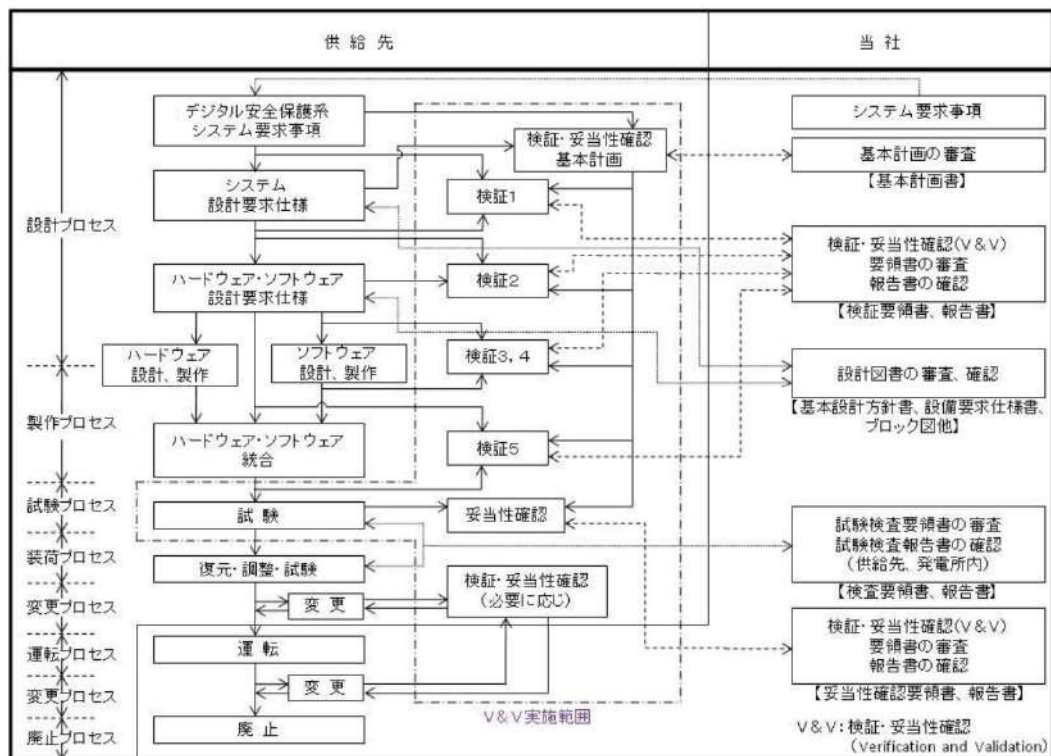 供給先
当社
設計プロセス
製作プロセス
試験プロセス
装荷プロセス
変更プロセス
運転プロセス
変更プロセス
廃止プロセス
デジタル安全保護系
システム要求事項
検証・妥当性確認
基本計画
システム
設計要求仕様
検証1
ハードウェア・ソフトウェア
設計要求仕様
検証2
ハードウェア
設計、製作
ソフトウェア
設計、製作
検証3,4
ハードウェア・ソフトウェア
統合
検証5
試験
妥当性確認
復元・調整・試験
変更
検証・妥当性確認
(必要に応じ)
運転
変更
廃止
V&V実施範囲
システム要求事項
基本計画の審査
【基本計画書】
検証・妥当性確認(V&V)
要領書の審査
報告書の確認
【検証要領書、報告書】
設計図書の審査、確認
【基本設計方針書、設備要求仕様書、
ブロック図他】
試験検査要領書の審査
試験検査報告書の確認
(供給先、発電所内)
【検査要領書、報告書】
検証・妥当性確認(V&V)
要領書の審査
報告書の確認
【妥当性確認要領書、報告書】
V&V:検証・妥当性確認
(Verification and Validation)